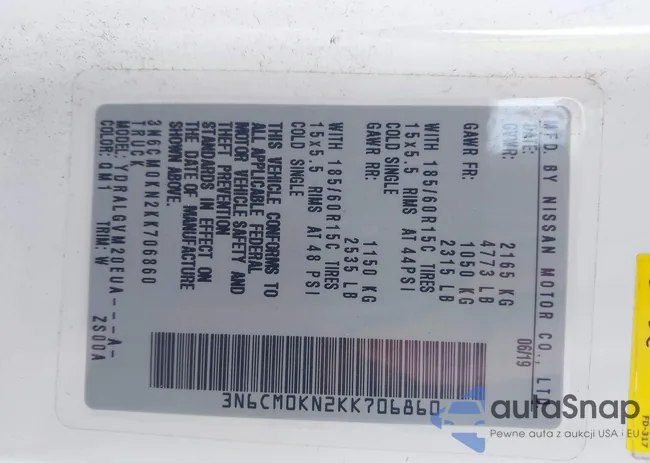 MFD. BY NISSAN MOTOR CO., LTD.
06/19
GVWR: 2165 KG
4773 LB
GAWR FR: 1050 KG
2315 LB
WITH 185/60R15C TIRES
15x5.5 RIMS AT 44PSI
COLD SINGLE
GAWR RR: 1150 KG
2535 LB
WITH 185/60R15C TIRES
15x5.5 RIMS AT 48 PSI
COLD SINGLE
THIS VEHICLE CONFORMS TO
ALL APPLICABLE FEDERAL
MOTOR VEHICLE SAFETY AND
THEFT PREVENTION
STANDARDS IN EFFECT ON
THE DATE OF MANUFACTURE
SHOWN ABOVE.
3N6CM0KN2KK706860
TRUCK
MODEL: YDRALGVM20EUA----A-
ZS00A
COLOR: QM1 TRIM: W
3N6CM0KN2KK706860
autoSnap
Pewne auta z aukcji USA i EU
FD-317